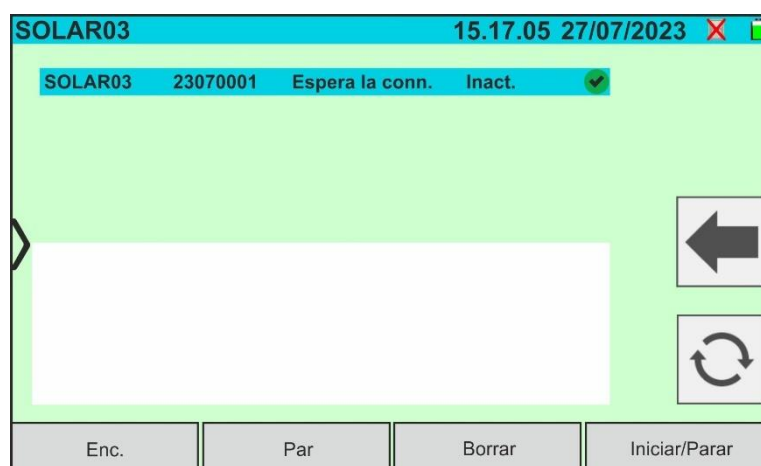 SOLAR03 15.17.05 27/07/2023
SOLAR03 23070001 Espera la conn. Inact.
Enc. Par Borrar Iniciar/Parar